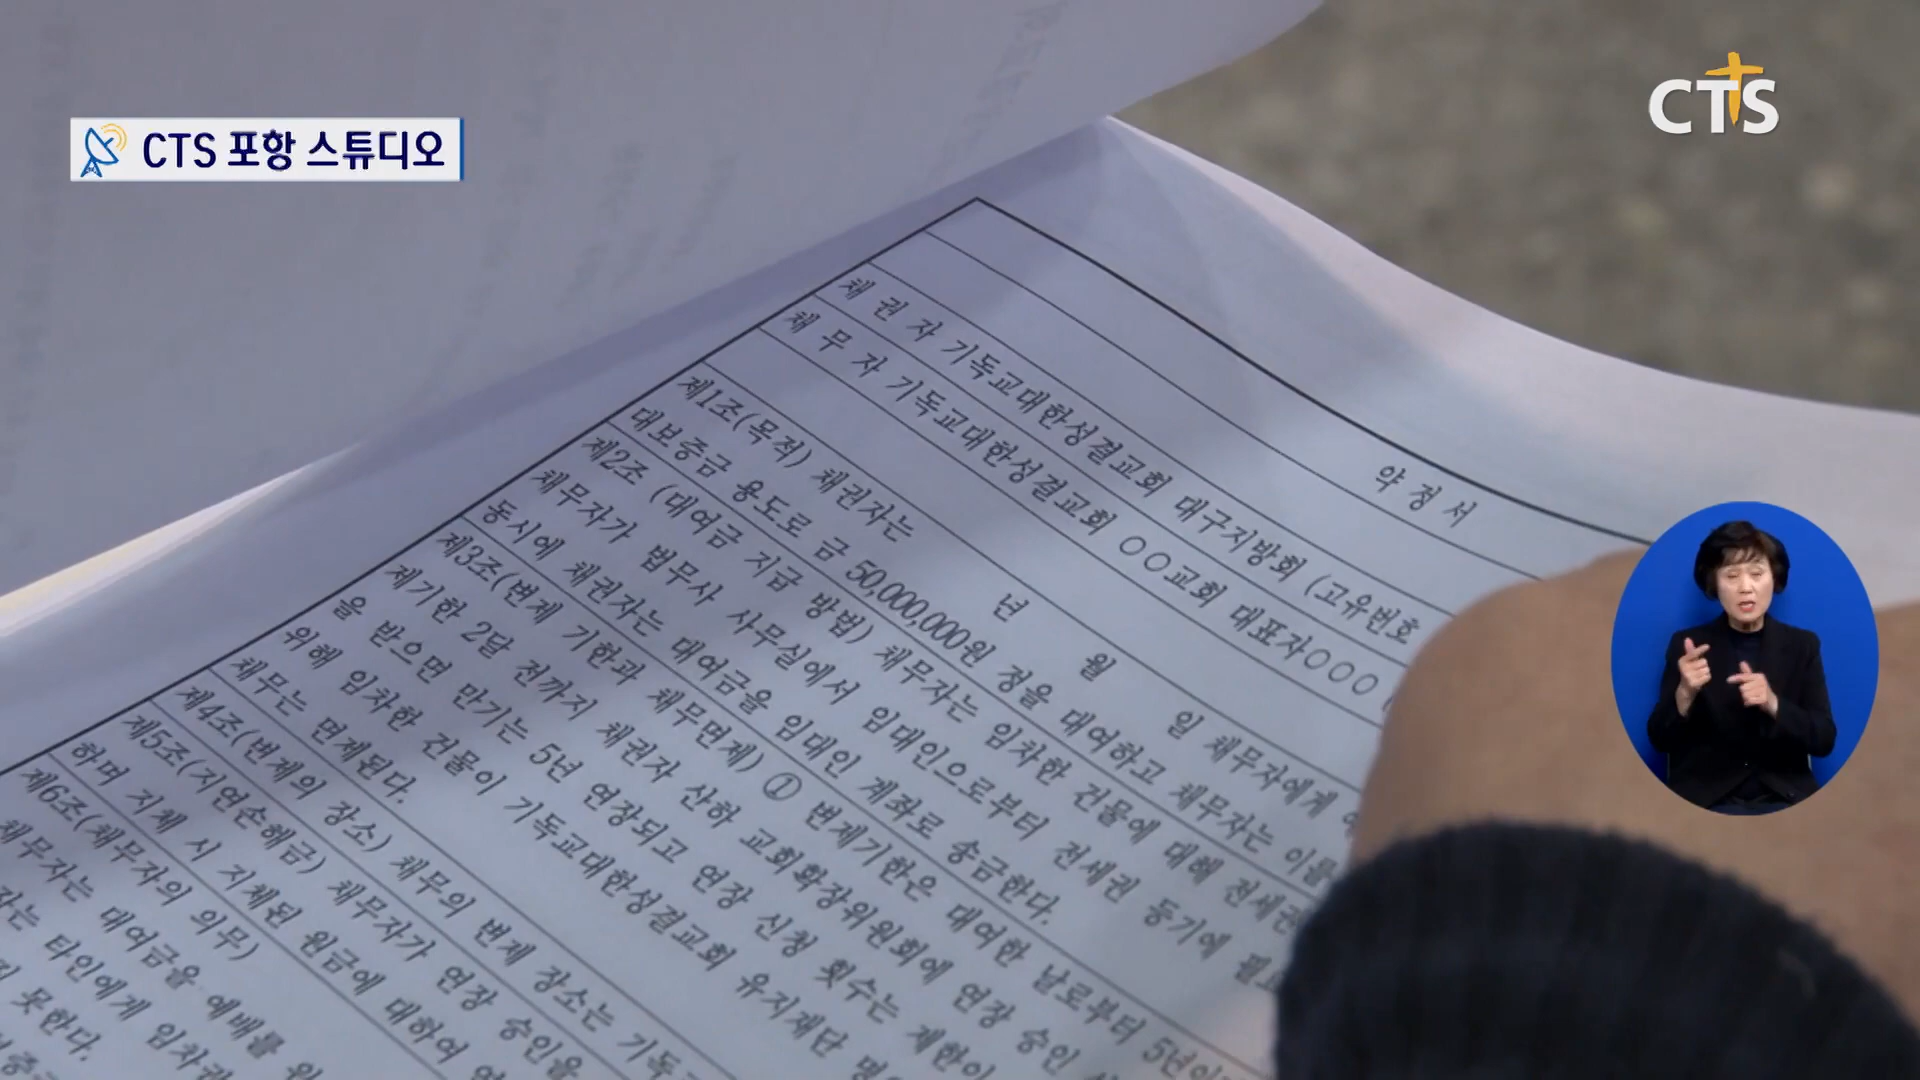 CTS 포항 스튜디오
CTS
약 정 서
채 권 자 기독교대한성결교회 대구지방회 (고유번호
채 무 자 기독교대한성결교회 ○○교회 대표자○○○ (
제1조(목적) 채권자는 년 월 일 채무자에게
대보증금 용도로 금 50,000,000원 정을 대여하고 채무자는 이를
제2조 (대여금 지급 방법) 채무자는 임차한 건물에 대해 전세권
채무자가 법무사 사무실에서 임대인으로부터 전세권 등기에 필요
동시에 채권자는 대여금을 임대인 계좌로 송금한다.
제3조(변제 기한과 채무면제) ① 변제기한은 대여한 날로부터 5년이
제기한 2달 전까지 채권자 산하 교회확장위원회에 연장 승인
을 받으면 만기는 5년 연장되고 연장 신청 횟수는 제한이
위해 임차한 건물이 기독교대한성결교회 유지재단 명
채무는 면제된다.
제4조(변제의 장소) 채무의 변제 장소는 기독
제5조(지연손해금) 채무자가 연장 승인을
하며 지체 시 지체된 원금에 대하여
제6조(채무자의 의무)
채무자는 대여금을 예배를
자는 타인에게 임차권
못한다.